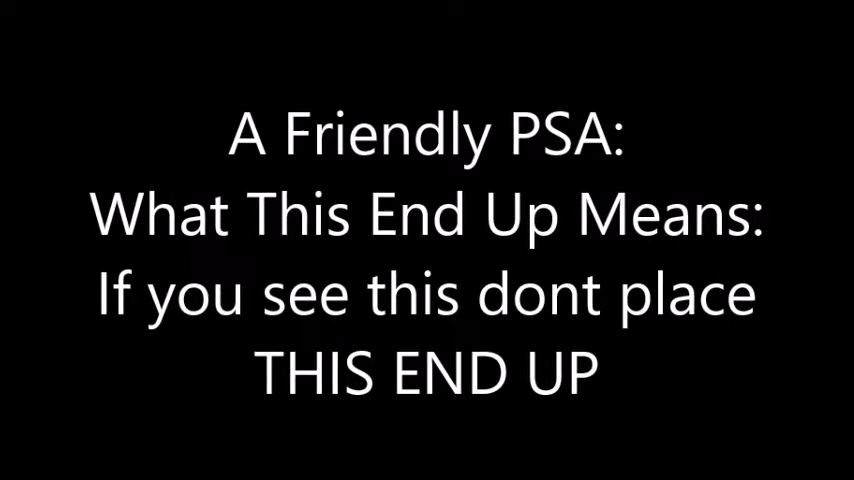 A Friendly PSA:
What This End Up Means:
If you see this dont place
THIS END UP